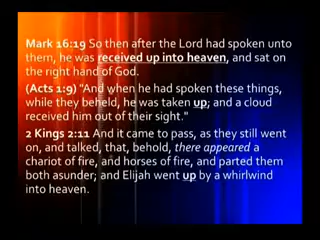 Mark 16:19 So then after the Lord had spoken unto
them, he was received up into heaven, and sat on
the right hand of God.
(Acts 1:9) "And when he had spoken these things,
while they beheld, he was taken up; and a cloud
received him out of their sight."
2 Kings 2:11 And it came to pass, as they still went
on, and talked, that, behold, there appeared a
chariot of fire, and horses of fire, and parted them
both asunder; and Elijah went up by a whirlwind
into heaven.